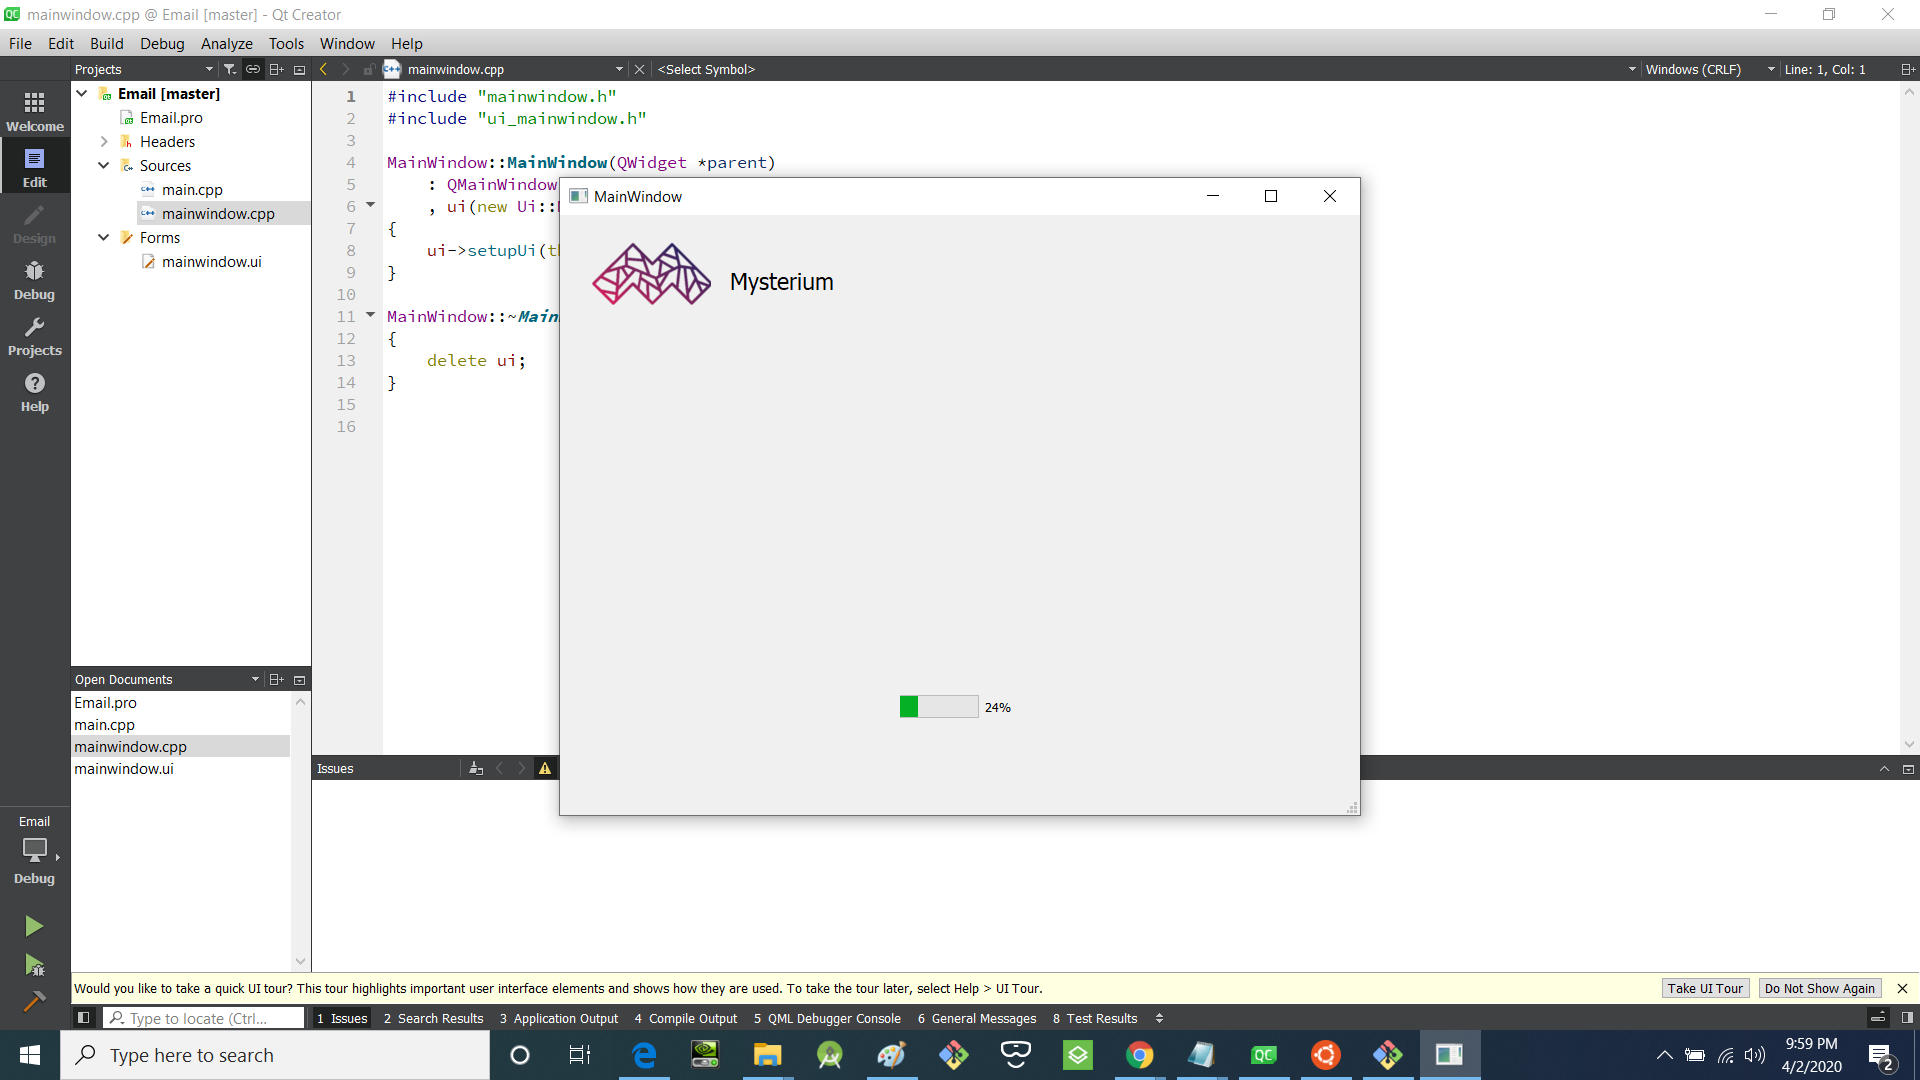 mainwindow.cpp @ Email [master] - Qt Creator
File Edit Build Debug Analyze Tools Window Help
Projects
mainwindow.cpp
<Select Symbol>
Windows (CRLF)
Line: 1, Col: 1
Welcome
Edit
Design
Debug
Projects
Help
Email [master]
Email.pro
Headers
Sources
main.cpp
mainwindow.cpp
Forms
mainwindow.ui
1 #include "mainwindow.h"
2 #include "ui_mainwindow.h"
3
4 MainWindow::MainWindow(QWidget *parent)
5 : QMainWindow
6 , ui(new Ui::
7 {
8 ui->setupUi(
9 }
10
11 MainWindow::~Main
12 {
13 delete ui;
14 }
15
16
MainWindow
Mysterium
24%
Open Documents
Email.pro
main.cpp
mainwindow.cpp
mainwindow.ui
Issues
Email
Debug
Would you like to take a quick UI tour? This tour highlights important user interface elements and shows how they are used. To take the tour later, select Help > UI Tour.
Take UI Tour
Do Not Show Again
Type to locate (Ctrl...
1 Issues 2 Search Results 3 Application Output 4 Compile Output 5 QML Debugger Console 6 General Messages 8 Test Results
Type here to search
QC
9:59 PM
4/2/2020
2